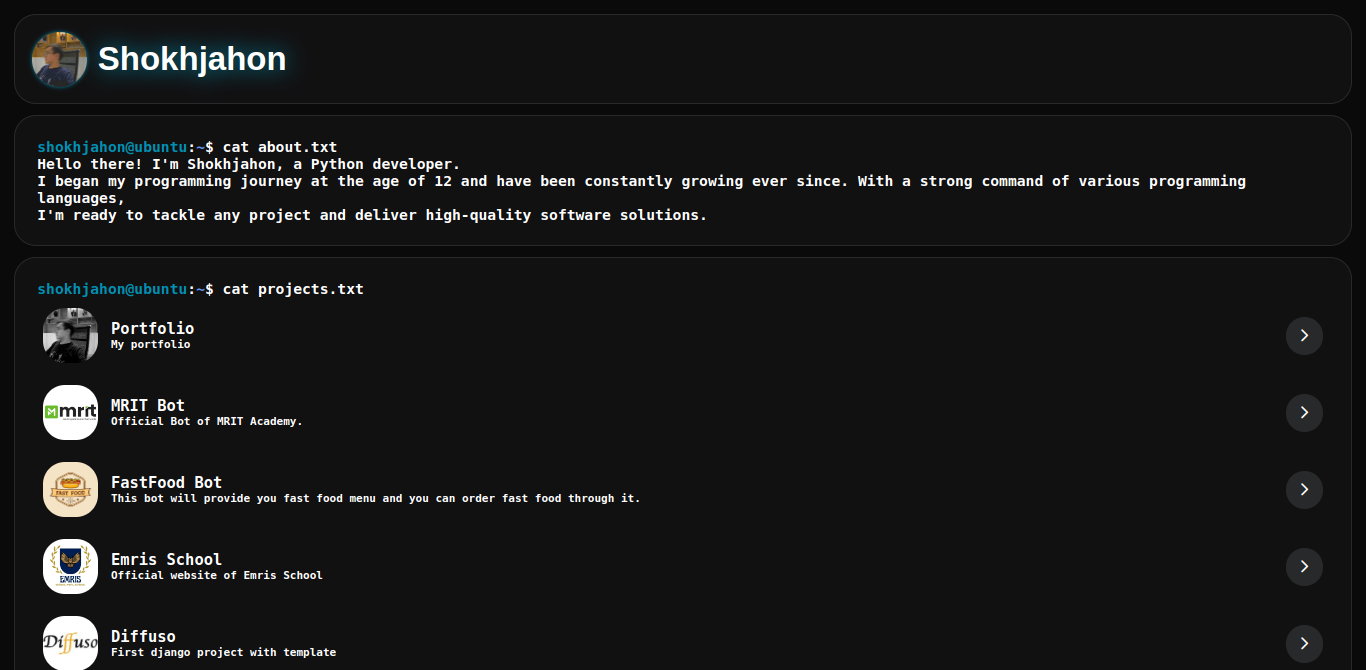 Shokhjahon
shokhjahon@ubuntu:~$ cat about.txt
Hello there! I'm Shokhjahon, a Python developer.
I began my programming journey at the age of 12 and have been constantly growing ever since. With a strong command of various programming
languages,
I'm ready to tackle any project and deliver high-quality software solutions.
shokhjahon@ubuntu:~$ cat projects.txt
Portfolio
My portfolio
mrit
MRIT Bot
Official Bot of MRIT Academy.
FAST FOOD
FastFood Bot
This bot will provide you fast food menu and you can order fast food through it.
EMRIS
Emris School
Official website of Emris School
Diffuso
Diffuso
First django project with template